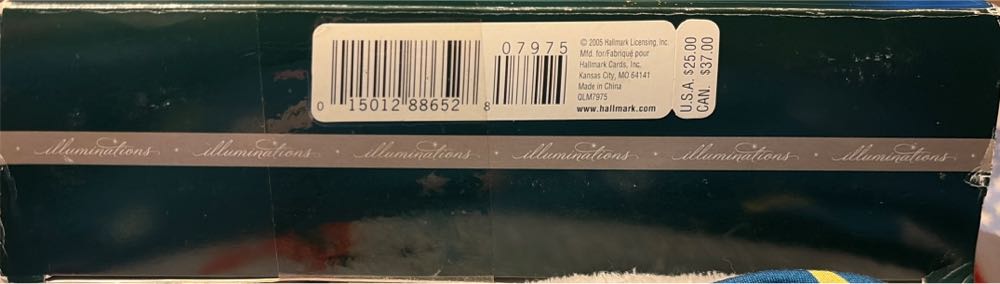 0 15012 88652 8
07975
© 2005 Hallmark Licensing, Inc.
Mfd. for/Fabriqué pour
Hallmark Cards, Inc.
Kansas City, MO 64141
Made in China
QLM7975
www.hallmark.com
U.S.A. $25.00
CAN. $37.00
illuminations illuminations illuminations illuminations illuminations illuminations